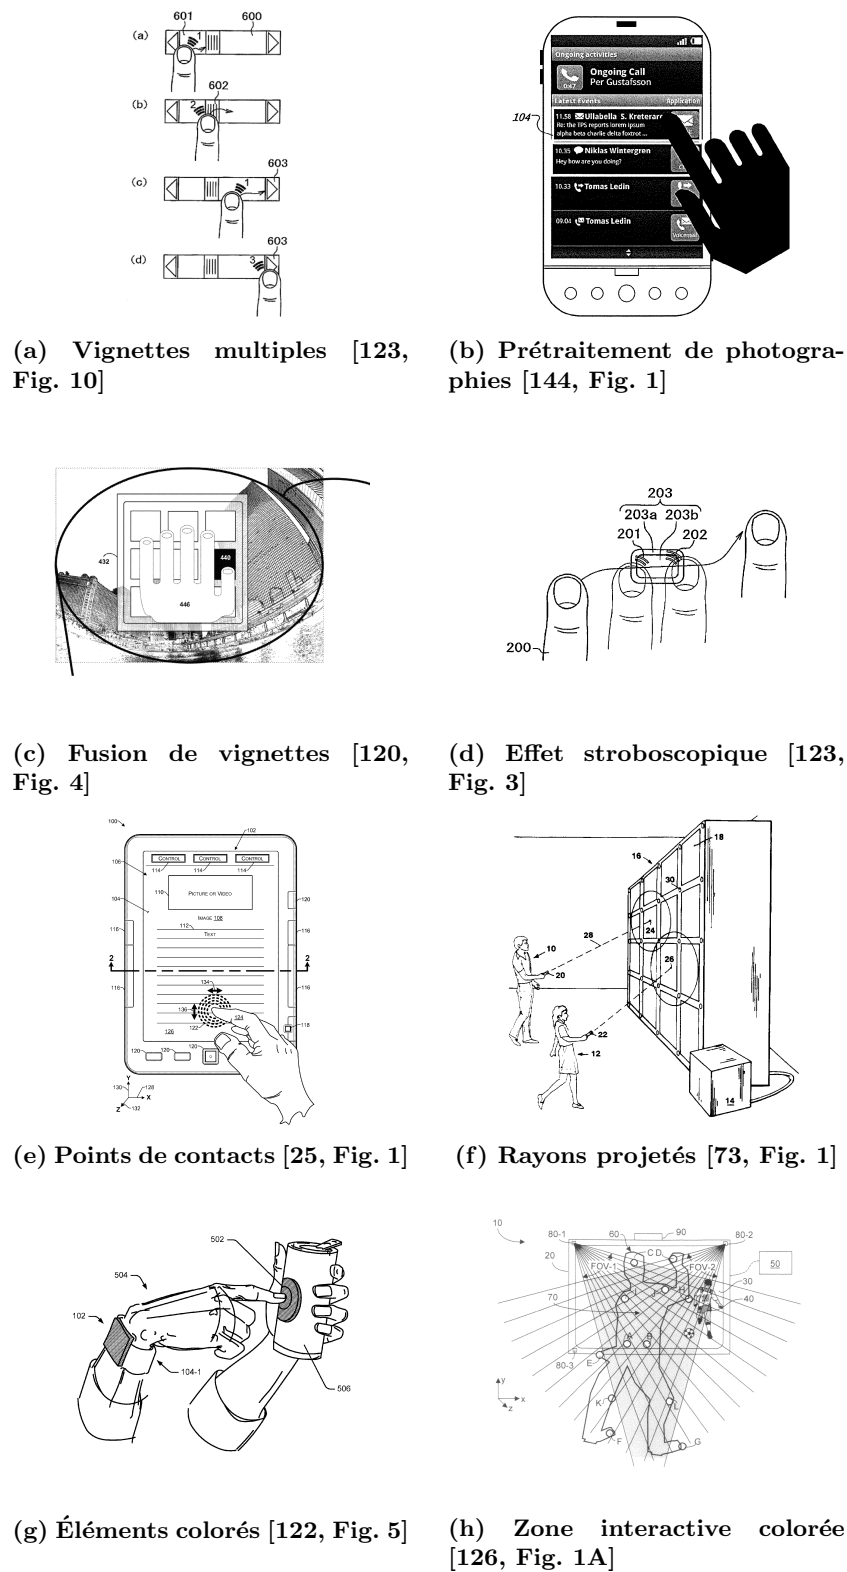 601
600
(a)
1
602
(b)
2
603
(c)
1
603
(d)
3
(a) Vignettes multiples [123,
Fig. 10]
Ongoing activities
Ongoing Call
Per Gustafsson
0:47
Latest Events Application
104
11.58 Ullabella S. Kreterare
Re: the TPS reports lorem ipsum
alpha beta charlie delta foxtrot ...
10.35 Niklas Wintergren
Hey how are you doing?
10.33 Tomas Ledin
09.04 Tomas Ledin
Voicemail
(b) Prétraitement de photogra-
phies [144, Fig. 1]
432
440
446
(c) Fusion de vignettes [120,
Fig. 4]
203
203a 203b
201 202
200
(d) Effet stroboscopique [123,
Fig. 3]
100
102
106
CONTROL CONTROL CONTROL
114 114 114
110
PICTURE OR VIDEO
104
120
IMAGE 108
112
TEXT
116 116
2 2
134
116 116
136
122 124
126
118
120 120 120
Y
130 128
X
Z 132
(e) Points de contacts [25, Fig. 1]
18
16
30
10
28
24
20
26
22
12
14
(f) Rayons projetés [73, Fig. 1]
502
504
102
104-1
506
(g) Éléments colorés [122, Fig. 5]
10
80-1 60 90 80-2
C D
20 FOV-1 FOV-2 50
30
I J H
70 40
A B
80-3 E
y
x
z
K L
F G
(h) Zone interactive colorée
[126, Fig. 1A]